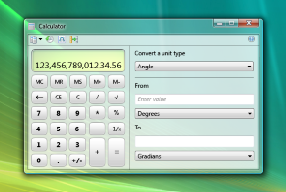 Calculator
123,456,789,01234.56
Convert a unit type
Angle
MC MR MS M+ M-
From
← CE C / √
Enter value
7 8 9 * %
Degrees
4 5 6 - 1/x
To
1 2 3 + =
0 . +/-
Gradians